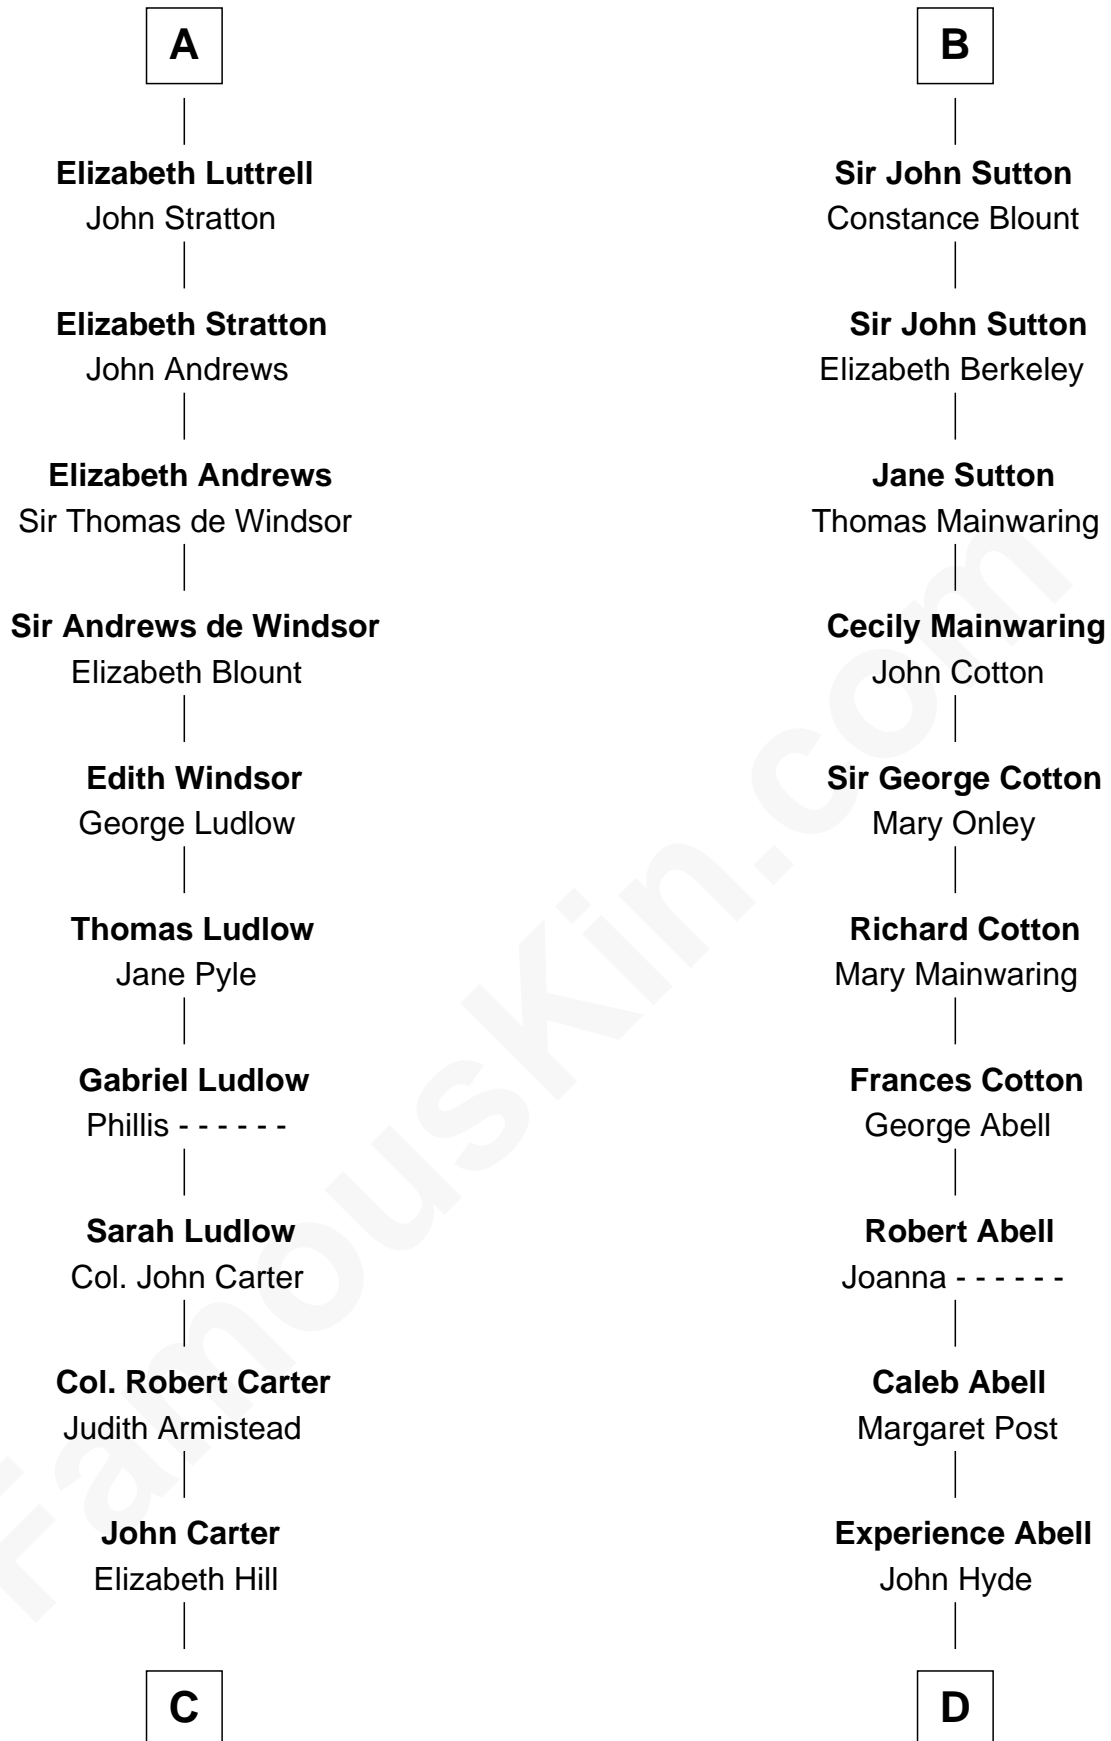 A
Elizabeth Luttrell
John Stratton
Elizabeth Stratton
John Andrews
Elizabeth Andrews
Sir Thomas de Windsor
Sir Andrews de Windsor
Elizabeth Blount
Edith Windsor
George Ludlow
Thomas Ludlow
Jane Pyle
Gabriel Ludlow
Phillis - - - - - -
Sarah Ludlow
Col. John Carter
Col. Robert Carter
Judith Armistead
John Carter
Elizabeth Hill
C
B
Sir John Sutton
Constance Blount
Sir John Sutton
Elizabeth Berkeley
Jane Sutton
Thomas Mainwaring
Cecily Mainwaring
John Cotton
Sir George Cotton
Mary Onley
Richard Cotton
Mary Mainwaring
Frances Cotton
George Abell
Robert Abell
Joanna - - - - - -
Caleb Abell
Margaret Post
Experience Abell
John Hyde
D
FamousKin.com